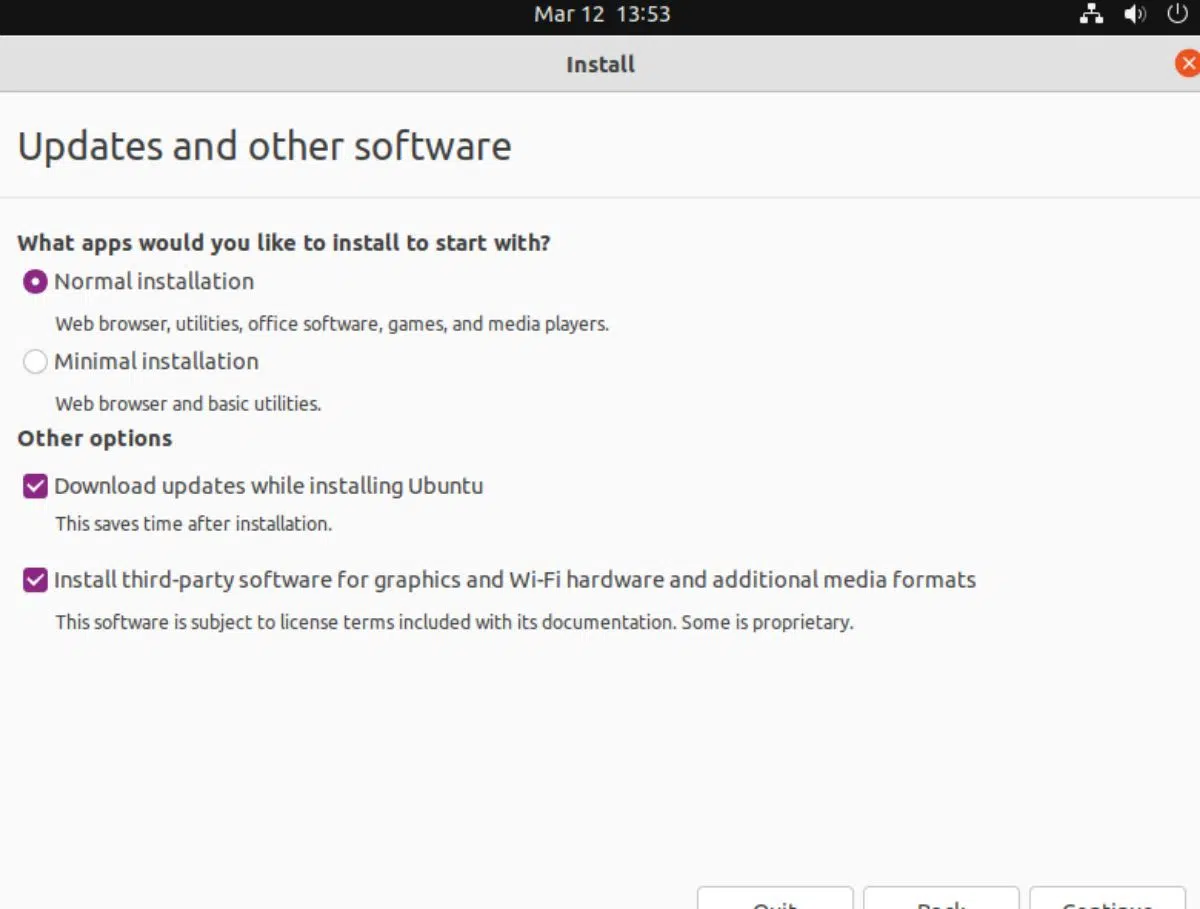 Mar 12 13:53
Install
Updates and other software
What apps would you like to install to start with?
Normal installation
Web browser, utilities, office software, games, and media players.
Minimal installation
Web browser and basic utilities.
Other options
Download updates while installing Ubuntu
This saves time after installation.
Install third-party software for graphics and Wi-Fi hardware and additional media formats
This software is subject to license terms included with its documentation. Some is proprietary.
Quit Back Continue